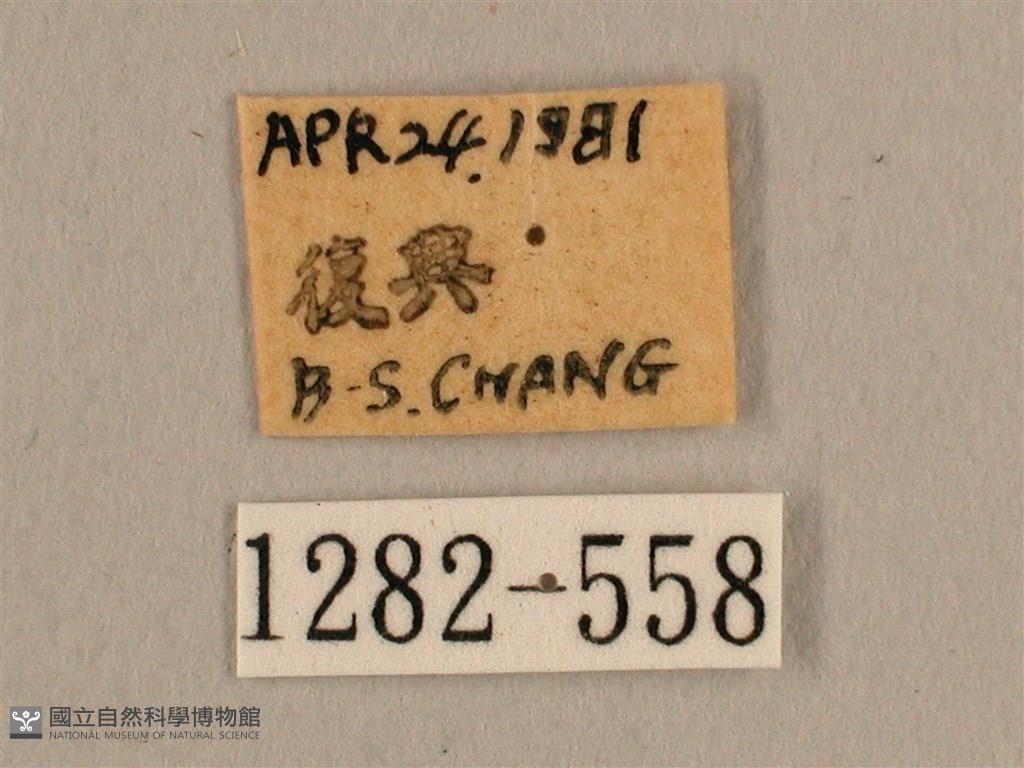 APR 24.1981
復興
B-S.CHANG
1282-558
國立自然科學博物館
NATIONAL MUSEUM OF NATURAL SCIENCE